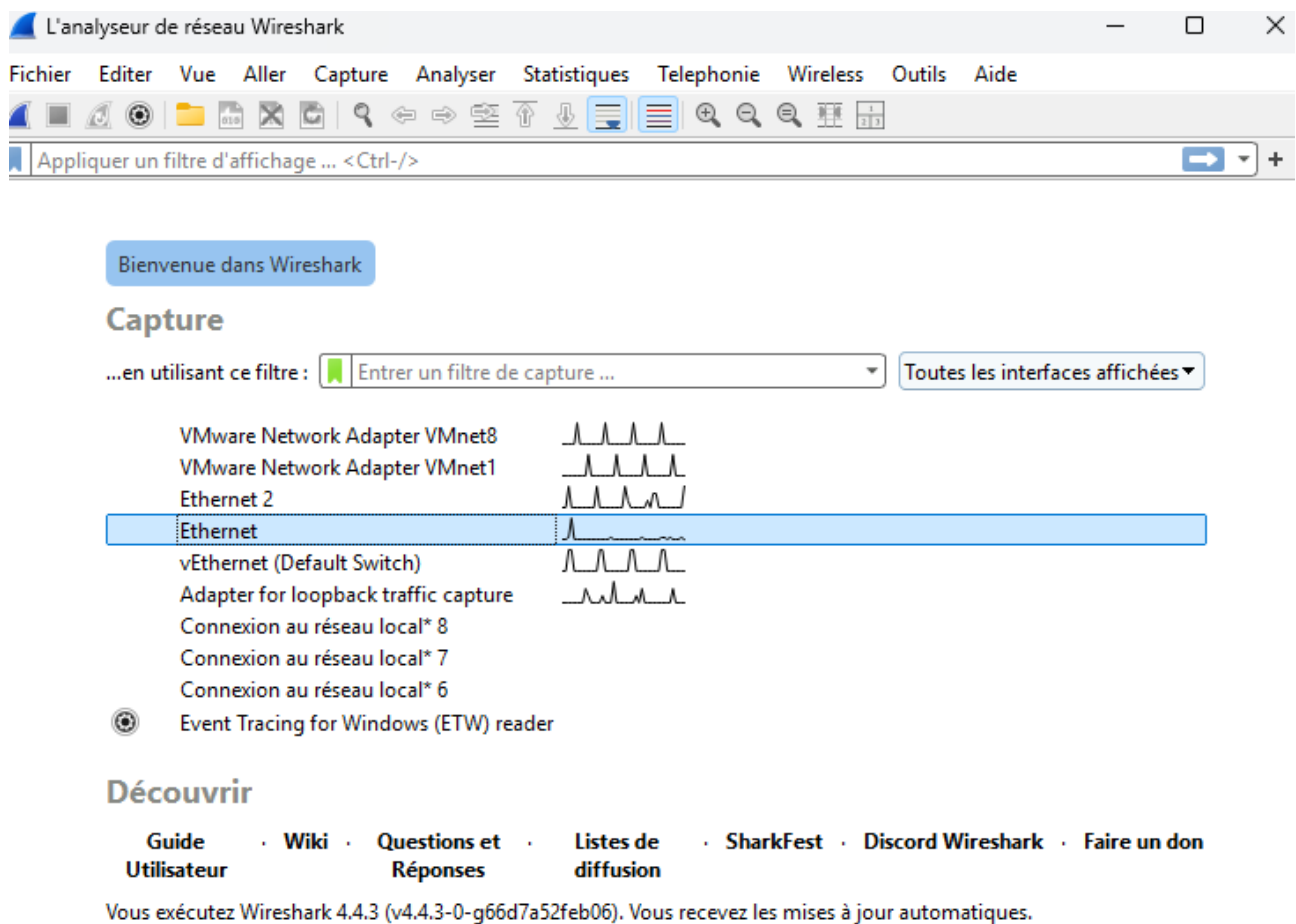 L'analyseur de réseau Wireshark
Fichier Editer Vue Aller Capture Analyser Statistiques Telephonie Wireless Outils Aide
Appliquer un filtre d'affichage ... <Ctrl-/>
Bienvenue dans Wireshark
Capture
...en utilisant ce filtre : Entrer un filtre de capture ... Toutes les interfaces affichées
VMware Network Adapter VMnet8
VMware Network Adapter VMnet1
Ethernet 2
Ethernet
vEthernet (Default Switch)
Adapter for loopback traffic capture
Connexion au réseau local* 8
Connexion au réseau local* 7
Connexion au réseau local* 6
Event Tracing for Windows (ETW) reader
Découvrir
Guide Utilisateur · Wiki · Questions et Réponses · Listes de diffusion · SharkFest · Discord Wireshark · Faire un don
Vous exécutez Wireshark 4.4.3 (v4.4.3-0-g66d7a52feb06). Vous recevez les mises à jour automatiques.